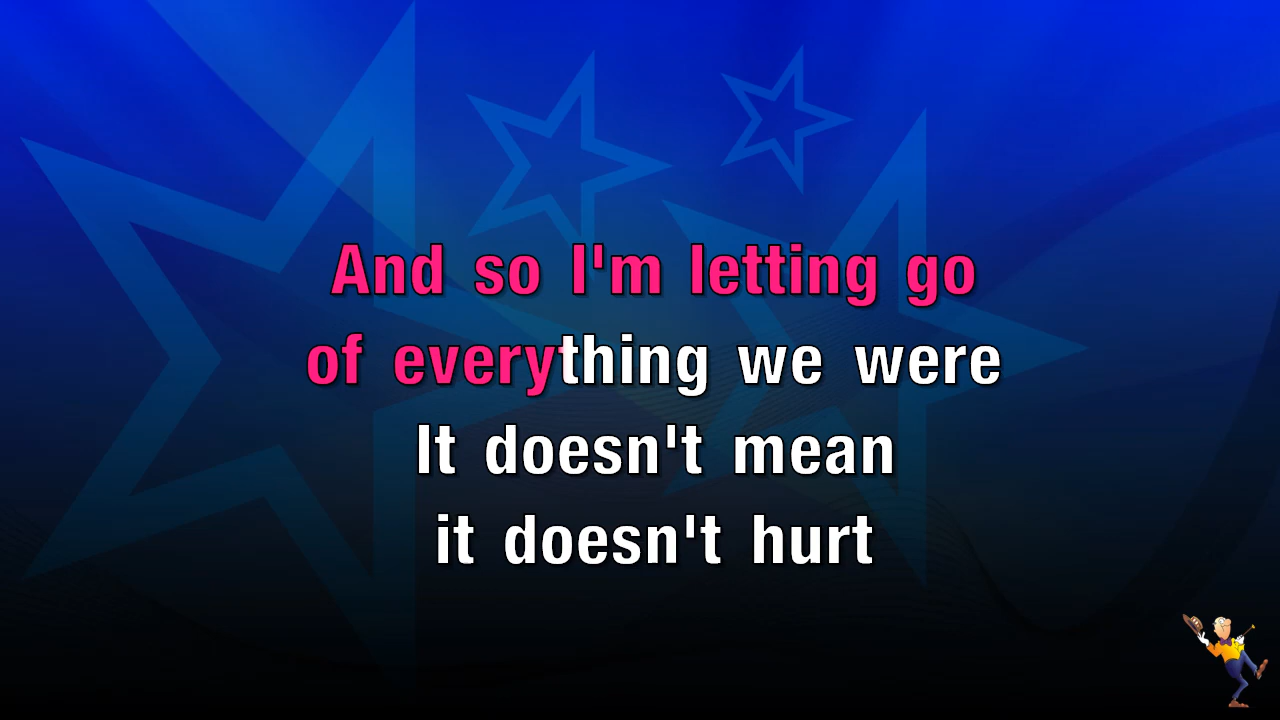 And so I'm letting go
of everything we were
It doesn't mean
it doesn't hurt